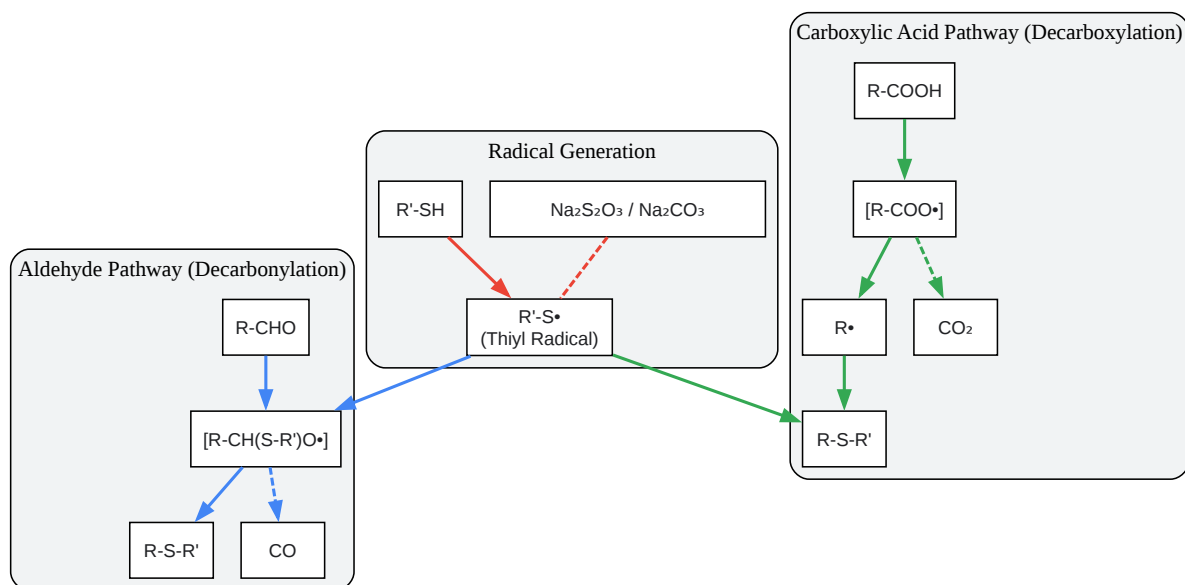 Carboxylic Acid Pathway (Decarboxylation)
R-COOH
[R-COO•]
R•
CO₂
R-S-R'
Radical Generation
R'-SH
Na₂S₂O₃ / Na₂CO₃
R'-S•
(Thiyl Radical)
Aldehyde Pathway (Decarbonylation)
R-CHO
[R-CH(S-R')O•]
R-S-R'
CO